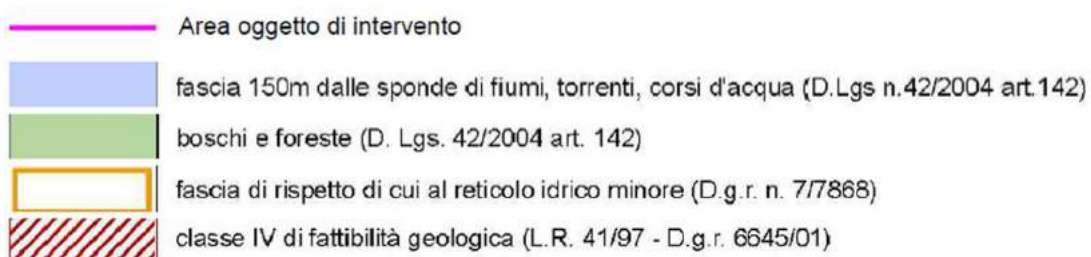 Area oggetto di intervento
fascia 150m dalle sponde di fiumi, torrenti, corsi d'acqua (D.Lgs n.42/2004 art.142)
boschi e foreste (D. Lgs. 42/2004 art. 142)
fascia di rispetto di cui al reticolo idrico minore (D.g.r. n. 7/7868)
classe IV di fattibilità geologica (L.R. 41/97 - D.g.r. 6645/01)